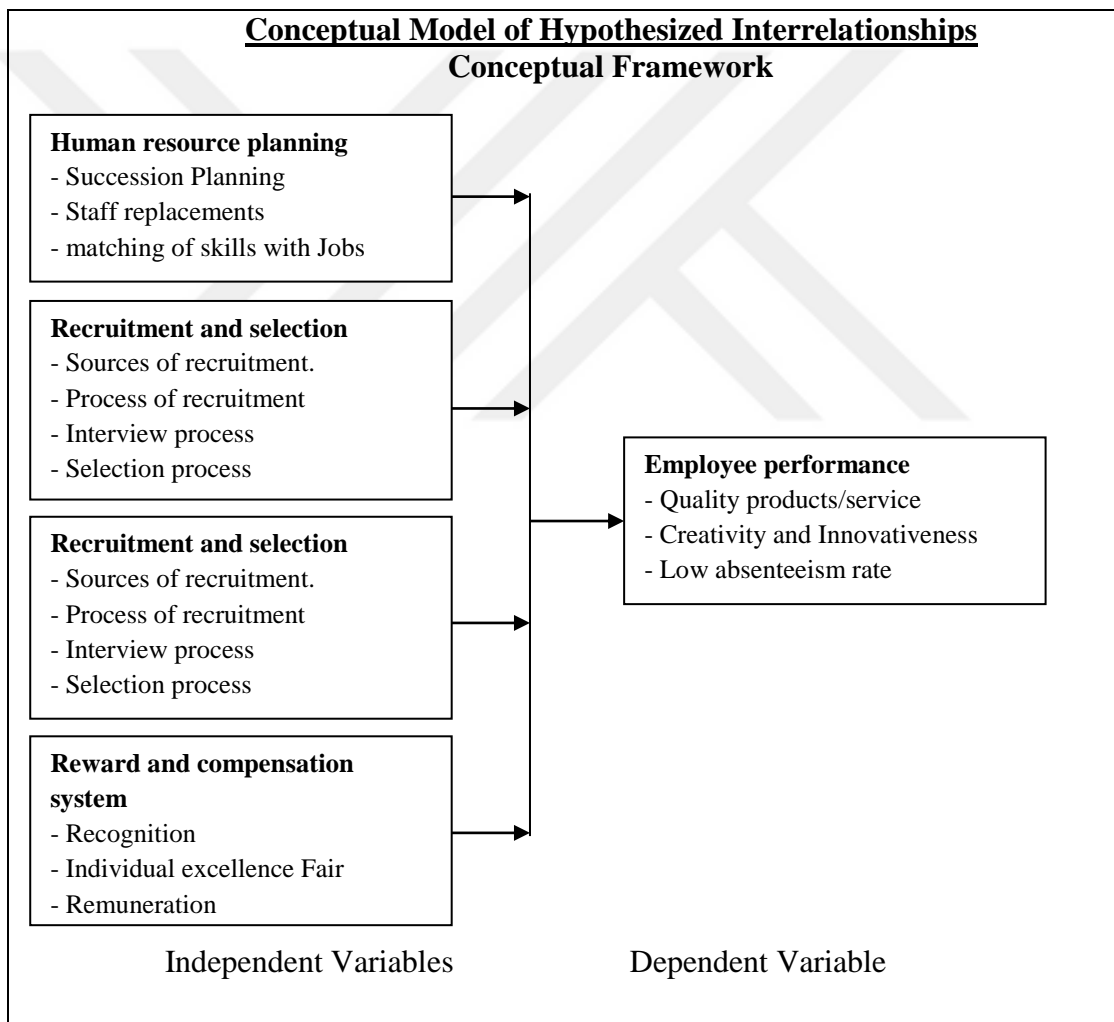 Conceptual Model of Hypothesized Interrelationships
Conceptual Framework
Human resource planning
- Succession Planning
- Staff replacements
- matching of skills with Jobs
Recruitment and selection
- Sources of recruitment.
- Process of recruitment
- Interview process
- Selection process
Recruitment and selection
- Sources of recruitment.
- Process of recruitment
- Interview process
- Selection process
Reward and compensation
system
- Recognition
- Individual excellence Fair
- Remuneration
Employee performance
- Quality products/service
- Creativity and Innovativeness
- Low absenteeism rate
Independent Variables
Dependent Variable